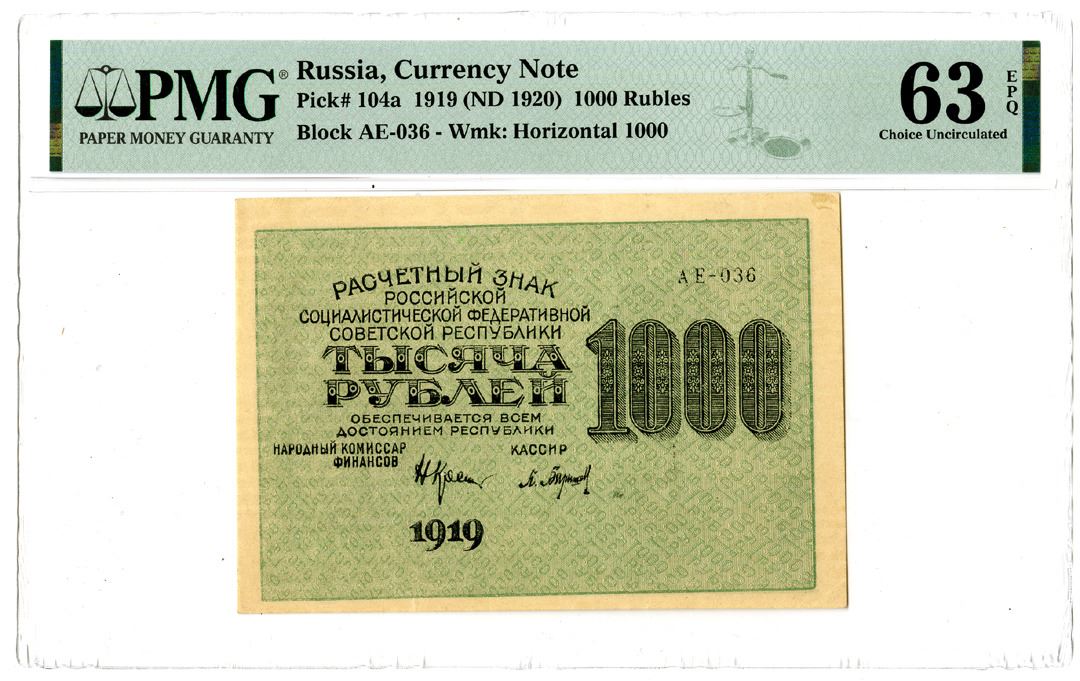 PMG®
PAPER MONEY GUARANTY
Russia, Currency Note
Pick# 104a 1919 (ND 1920) 1000 Rubles
Block AE-036 - Wmk: Horizontal 1000
63
EPQ
Choice Uncirculated
АЕ-036
РАСЧЕТНЫЙ ЗНАК
РОССИЙСКОЙ
СОЦИАЛИСТИЧЕСКОЙ ФЕДЕРАТИВНОЙ
СОВЕТСКОЙ РЕСПУБЛИКИ
ТЫСЯЧА
РУБЛЕЙ
1000
ОБЕСПЕЧИВАЕТСЯ ВСЕМ
ДОСТОЯНИЕМ РЕСПУБЛИКИ
НАРОДНЫЙ КОМИССАР
ФИНАНСОВ
КАССИР
1919